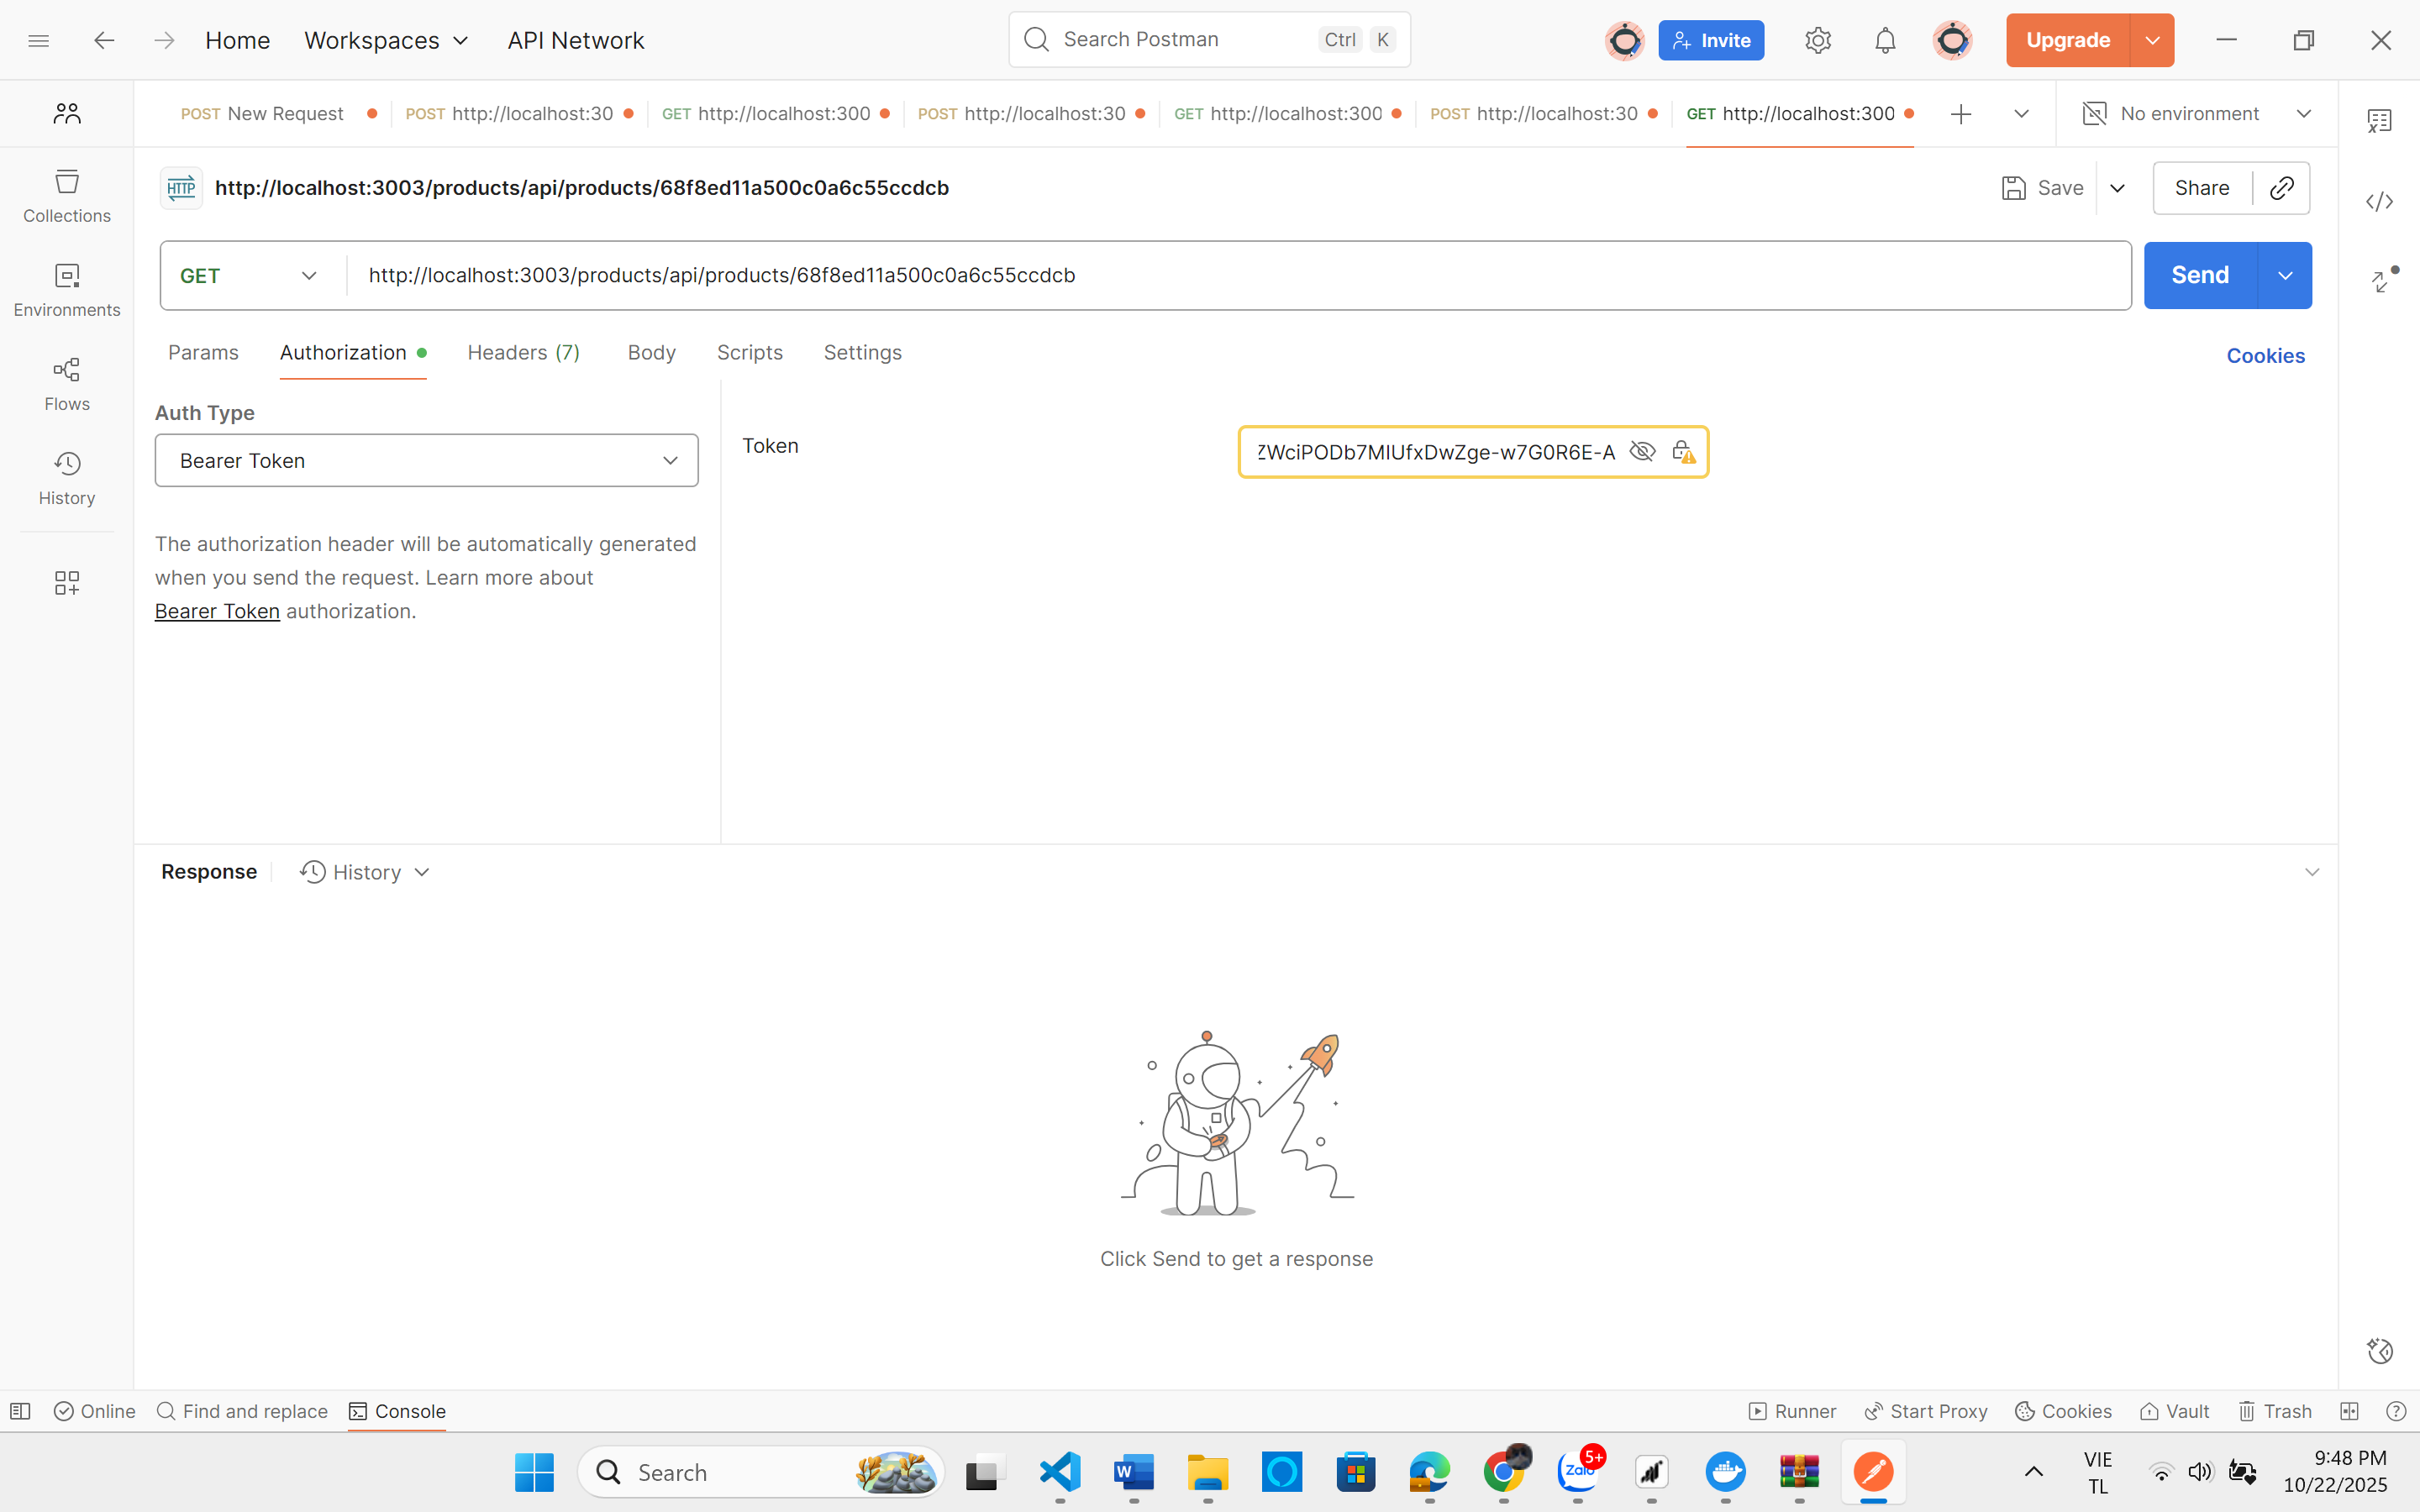 Home Workspaces API Network Search Postman Ctrl K Invite Upgrade
POST New Request POST http://localhost:30 GET http://localhost:300 POST http://localhost:30 GET http://localhost:300 POST http://localhost:30 GET http://localhost:300 No environment
HTTP http://localhost:3003/products/api/products/68f8ed11a500c0a6c55ccdcb Save Share
GET http://localhost:3003/products/api/products/68f8ed11a500c0a6c55ccdcb Send
Collections
Environments
Flows
History
Params Authorization Headers (7) Body Scripts Settings Cookies
Auth Type
Bearer Token
The authorization header will be automatically generated
when you send the request. Learn more about
Bearer Token authorization.
Token ZWciPODb7MIUfxDwZge-w7G0R6E-A
Response History
Click Send to get a response
Online Find and replace Console Runner Start Proxy Cookies Vault Trash
Search
W
Zalo
5+
VIE
TL
9:48 PM
10/22/2025